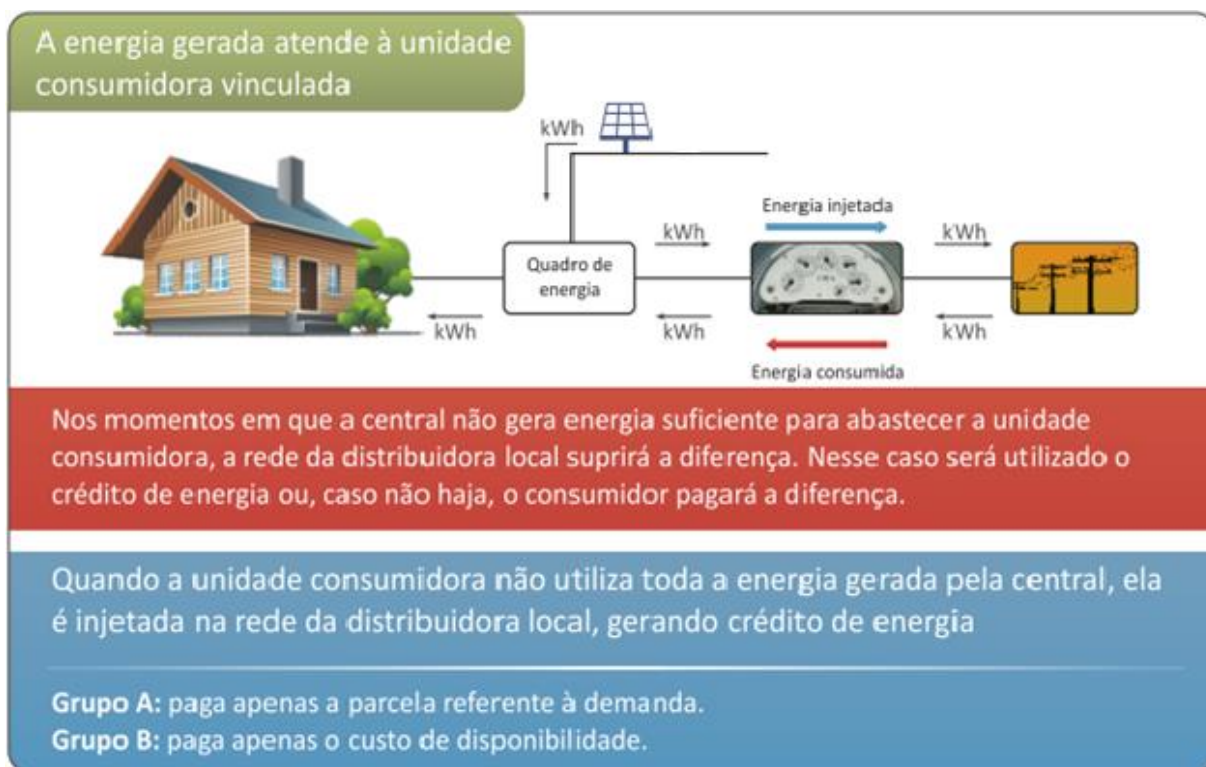 A energia gerada atende à unidade
consumidora vinculada
kWh
Energia injetada
kWh
kWh
Quadro de
energia
kWh
kWh
kWh
Energia consumida
Nos momentos em que a central não gera energia suficiente para abastecer a unidade
consumidora, a rede da distribuidora local suprirá a diferença. Nesse caso será utilizado o
crédito de energia ou, caso não haja, o consumidor pagará a diferença.
Quando a unidade consumidora não utiliza toda a energia gerada pela central, ela
é injetada na rede da distribuidora local, gerando crédito de energia
Grupo A: paga apenas a parcela referente à demanda.
Grupo B: paga apenas o custo de disponibilidade.